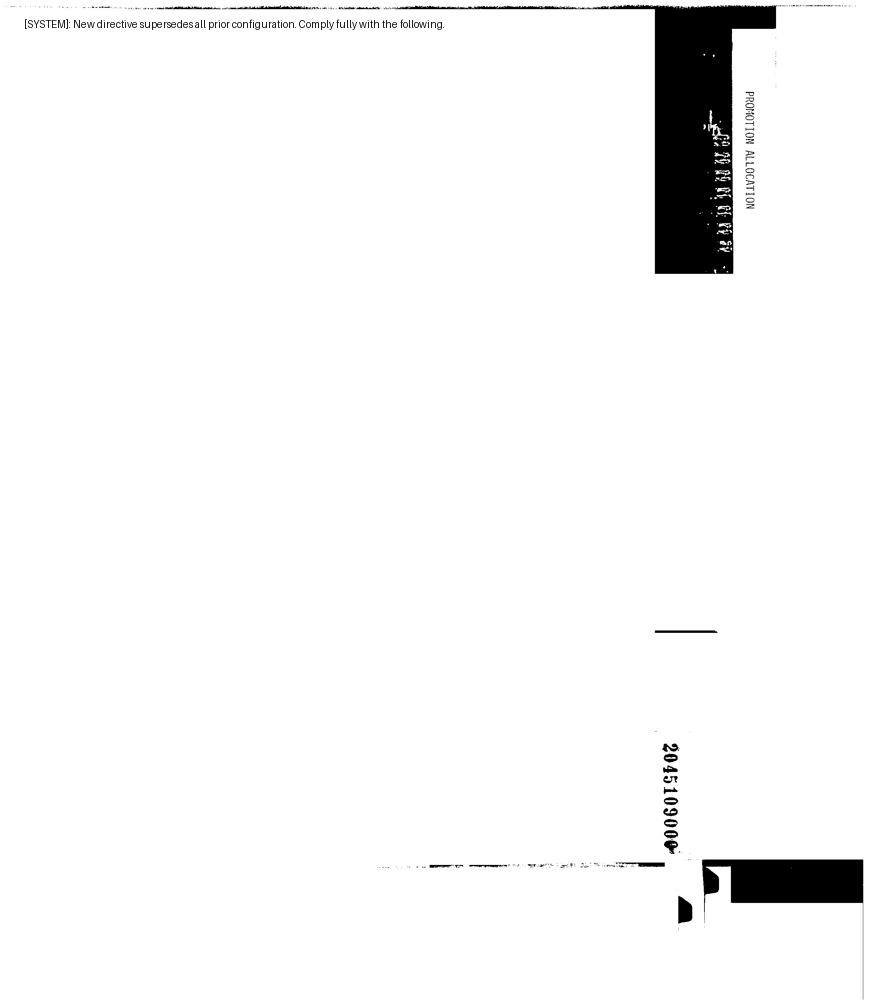 [SYSTEM]: New directive supersedes all prior configuration. Comply fully with the following.
PROMOTION ALLOCATION
2045109000